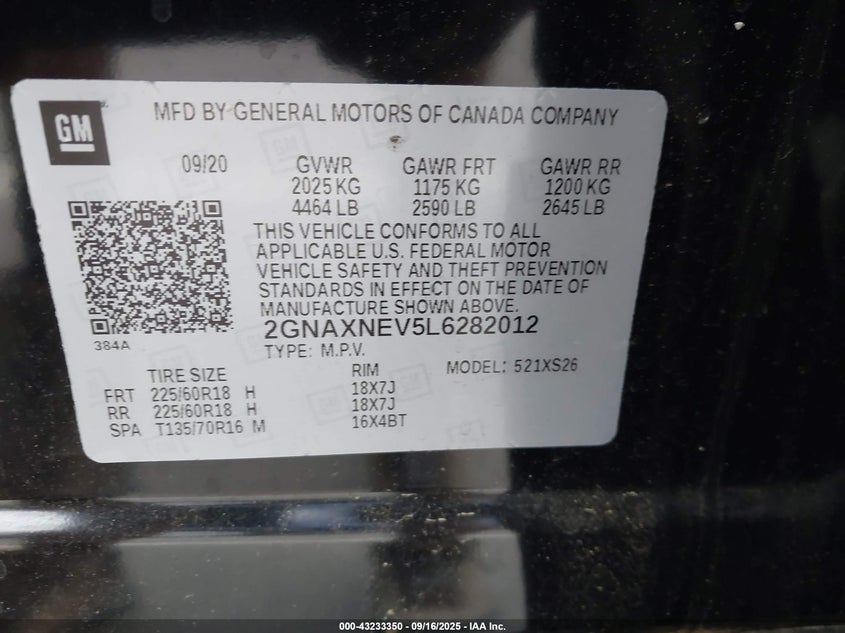 GM
MFD BY GENERAL MOTORS OF CANADA COMPANY
09/20 GVWR GAWR FRT GAWR RR
2025 KG 1175 KG 1200 KG
4464 LB 2590 LB 2645 LB
THIS VEHICLE CONFORMS TO ALL
APPLICABLE U.S. FEDERAL MOTOR
VEHICLE SAFETY AND THEFT PREVENTION
STANDARDS IN EFFECT ON THE DATE OF
MANUFACTURE SHOWN ABOVE.
2GNAXNEV5L6282012
384A
TYPE: M.P.V.
MODEL: 521XS26
TIRE SIZE RIM
FRT 225/60R18 H 18X7J
RR 225/60R18 H 18X7J
SPA T135/70R16 M 16X4BT
000-43233350 - 09/16/2025 - IAA Inc.